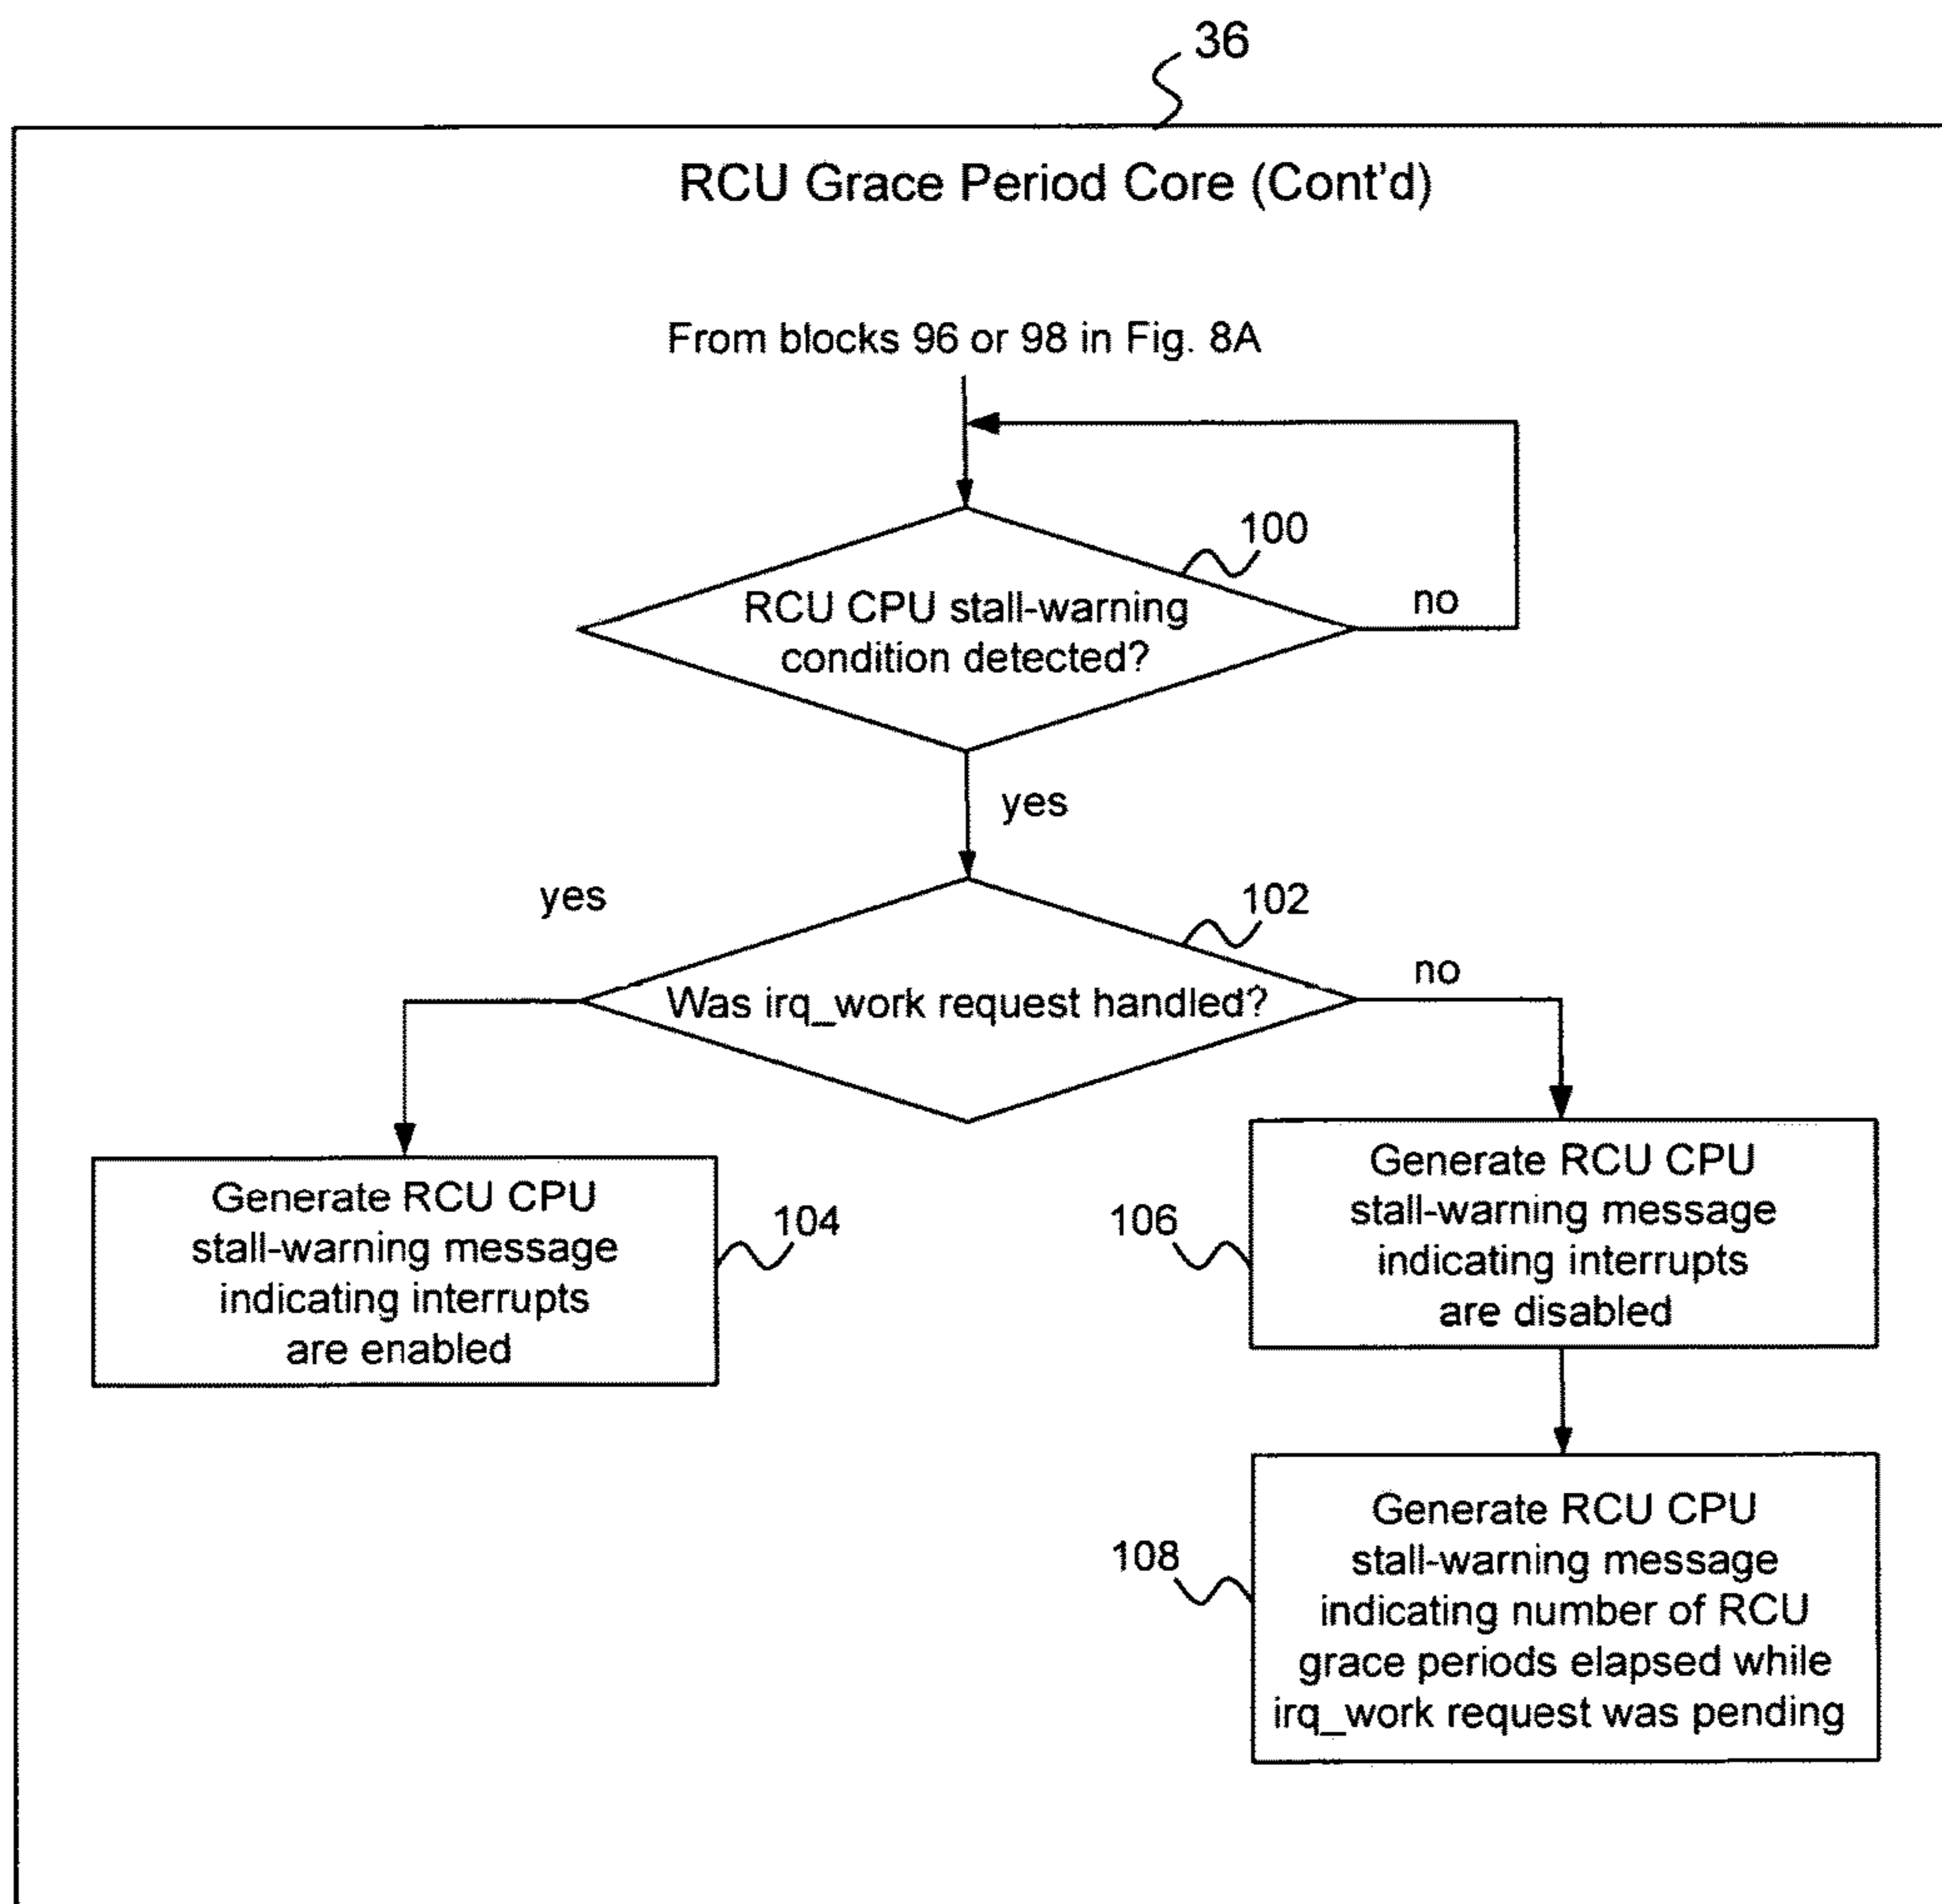 36
RCU Grace Period Core (Cont'd)
From blocks 96 or 98 in Fig. 8A
100
RCU CPU stall-warning
condition detected?
no
yes
yes
102
Was irq_work request handled?
no
Generate RCU CPU
stall-warning message
indicating interrupts
are enabled
104
106
Generate RCU CPU
stall-warning message
indicating interrupts
are disabled
108
Generate RCU CPU
stall-warning message
indicating number of RCU
grace periods elapsed while
irq_work request was pending